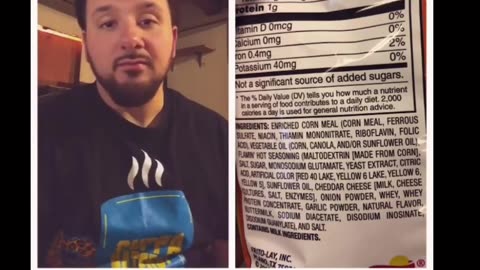 Protein 1g 0%
Vitamin D 0mcg 0%
Calcium 0mg 0%
Iron 0.4mg 2%
Potassium 40mg 0%
Not a significant source of added sugars.
* The % Daily Value (DV) tells you how much a nutrient
in a serving of food contributes to a daily diet. 2,000
calories a day is used for general nutrition advice.
INGREDIENTS: ENRICHED CORN MEAL (CORN MEAL, FERROUS
SULFATE, NIACIN, THIAMIN MONONITRATE, RIBOFLAVIN, FOLIC
ACID), VEGETABLE OIL (CORN, CANOLA, AND/OR SUNFLOWER OIL),
FLAMIN' HOT SEASONING (MALTODEXTRIN [MADE FROM CORN],
SALT, SUGAR, MONOSODIUM GLUTAMATE, YEAST EXTRACT, CITRIC
ACID, ARTIFICIAL COLOR [RED 40 LAKE, YELLOW 6 LAKE, YELLOW 6,
YELLOW 5], SUNFLOWER OIL, CHEDDAR CHEESE [MILK, CHEESE
CULTURES, SALT, ENZYMES], ONION POWDER, WHEY, WHEY
PROTEIN CONCENTRATE, GARLIC POWDER, NATURAL FLAVOR,
BUTTERMILK, SODIUM DIACETATE, DISODIUM INOSINATE,
DISODIUM GUANYLATE), AND SALT.
CONTAINS MILK INGREDIENTS.
FRITO-LAY, INC.